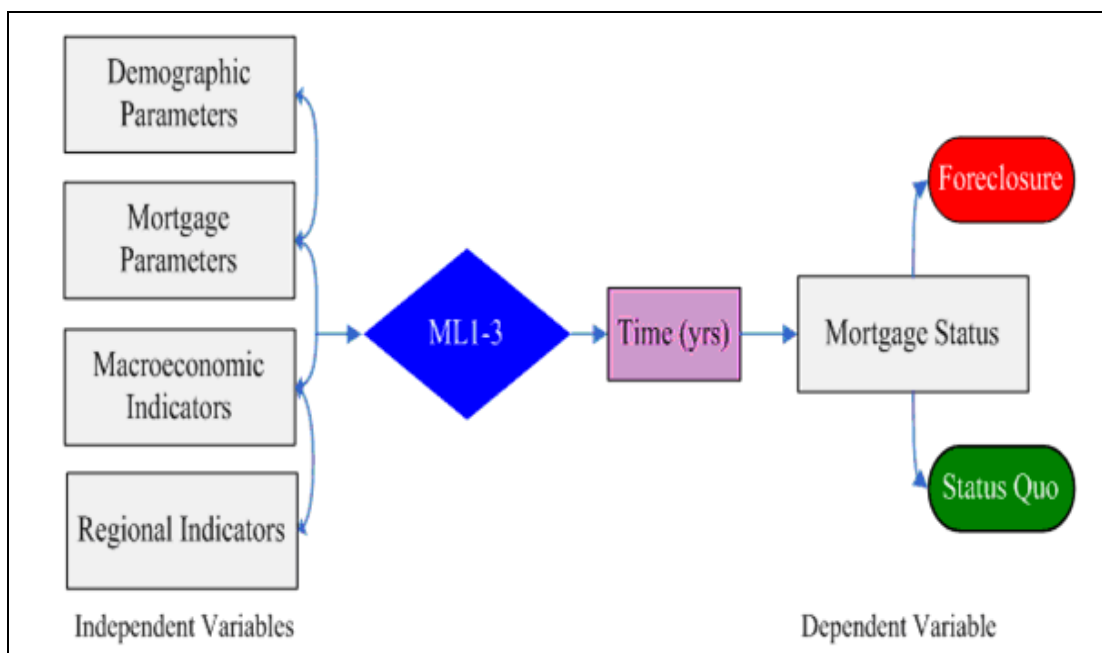 Demographic
Parameters
Mortgage
Parameters
Macroeconomic
Indicators
Regional Indicators
Independent Variables
ML1-3
Time (yrs)
Mortgage Status
Foreclosure
Status Quo
Dependent Variable